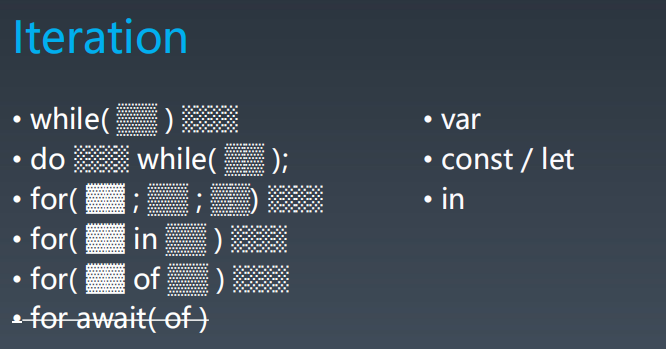 Iteration
• while( ▒▒ ) ░░░
• do ░░░ while( ▒▒ );
• for( ▓▓ ; ▒▒ ; ▒▒) ░░░
• for( ▓▓ in ▒▒ ) ░░░
• for( ▓▓ of ▒▒ ) ░░░
• for await( of )
• var
• const / let
• in